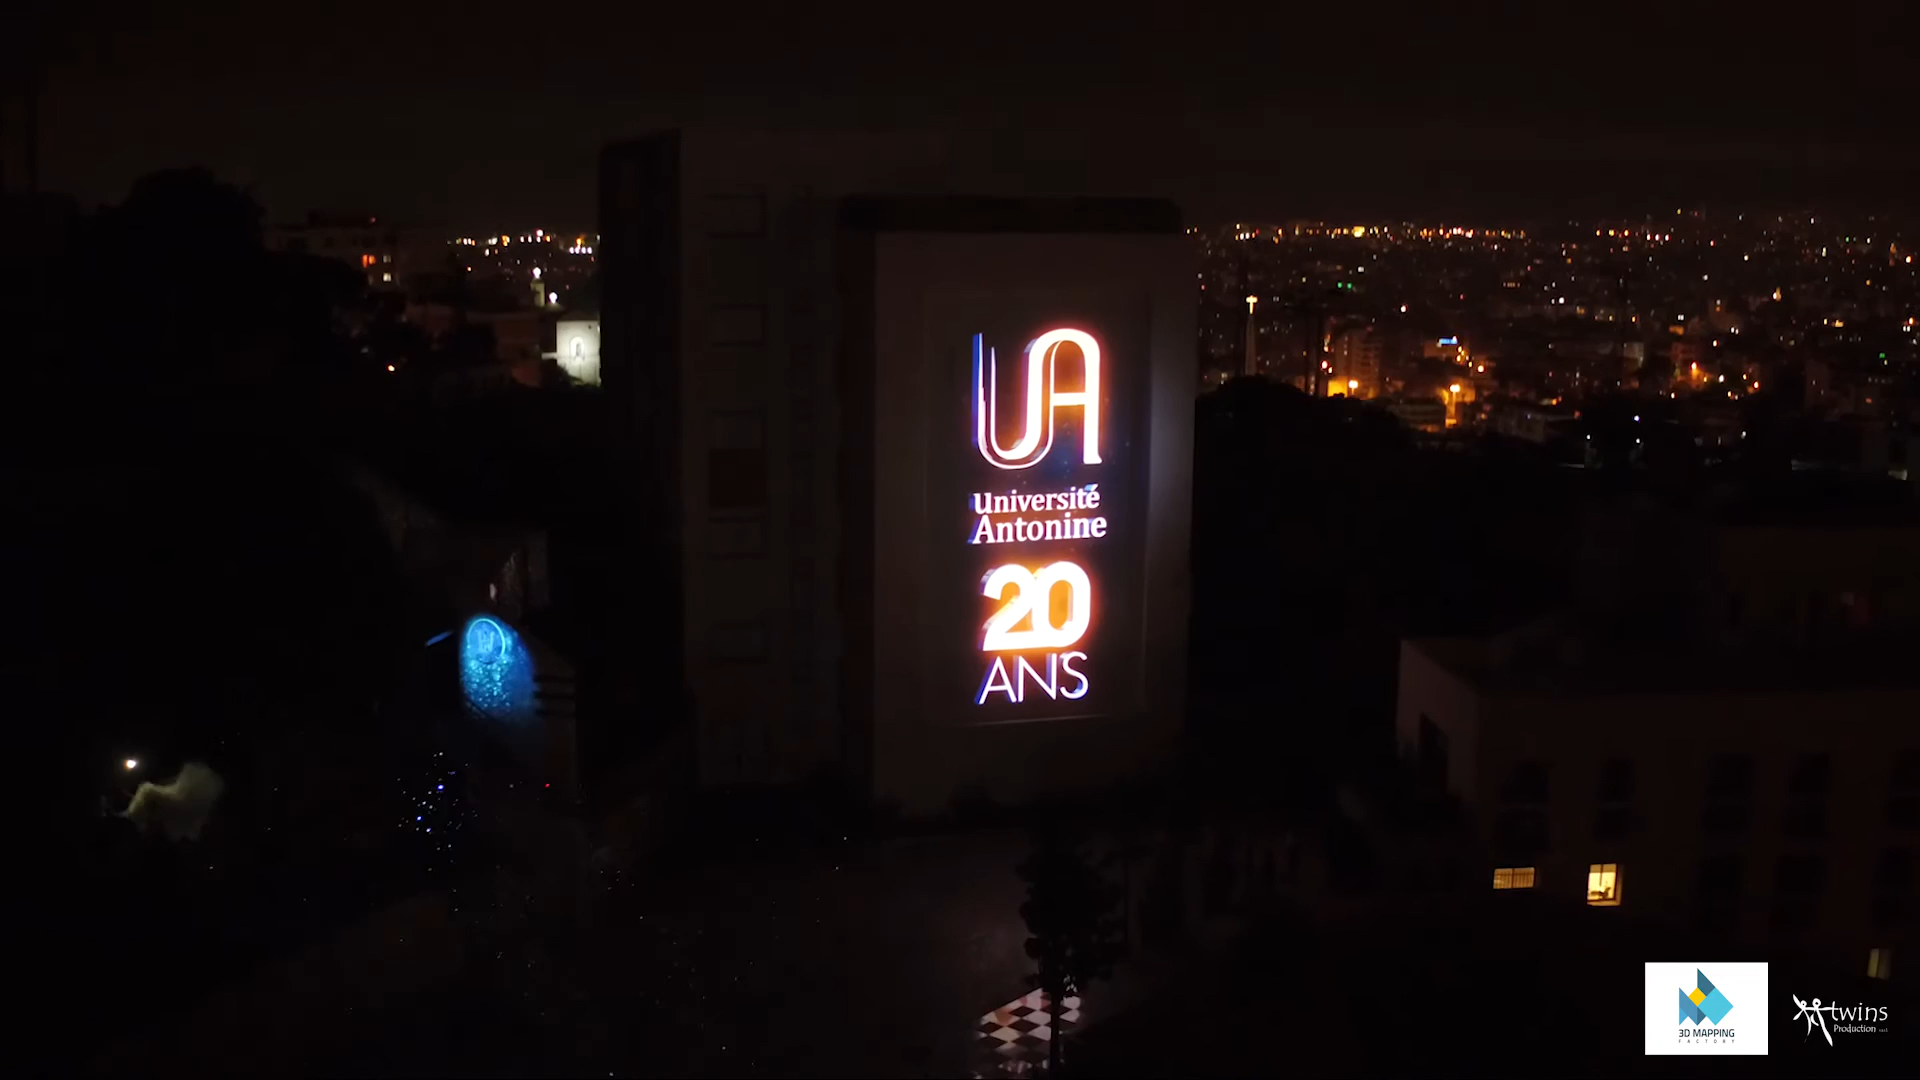 UA
Université
Antonine
20
ANS
3D MAPPING
FACTORY
twins
Production